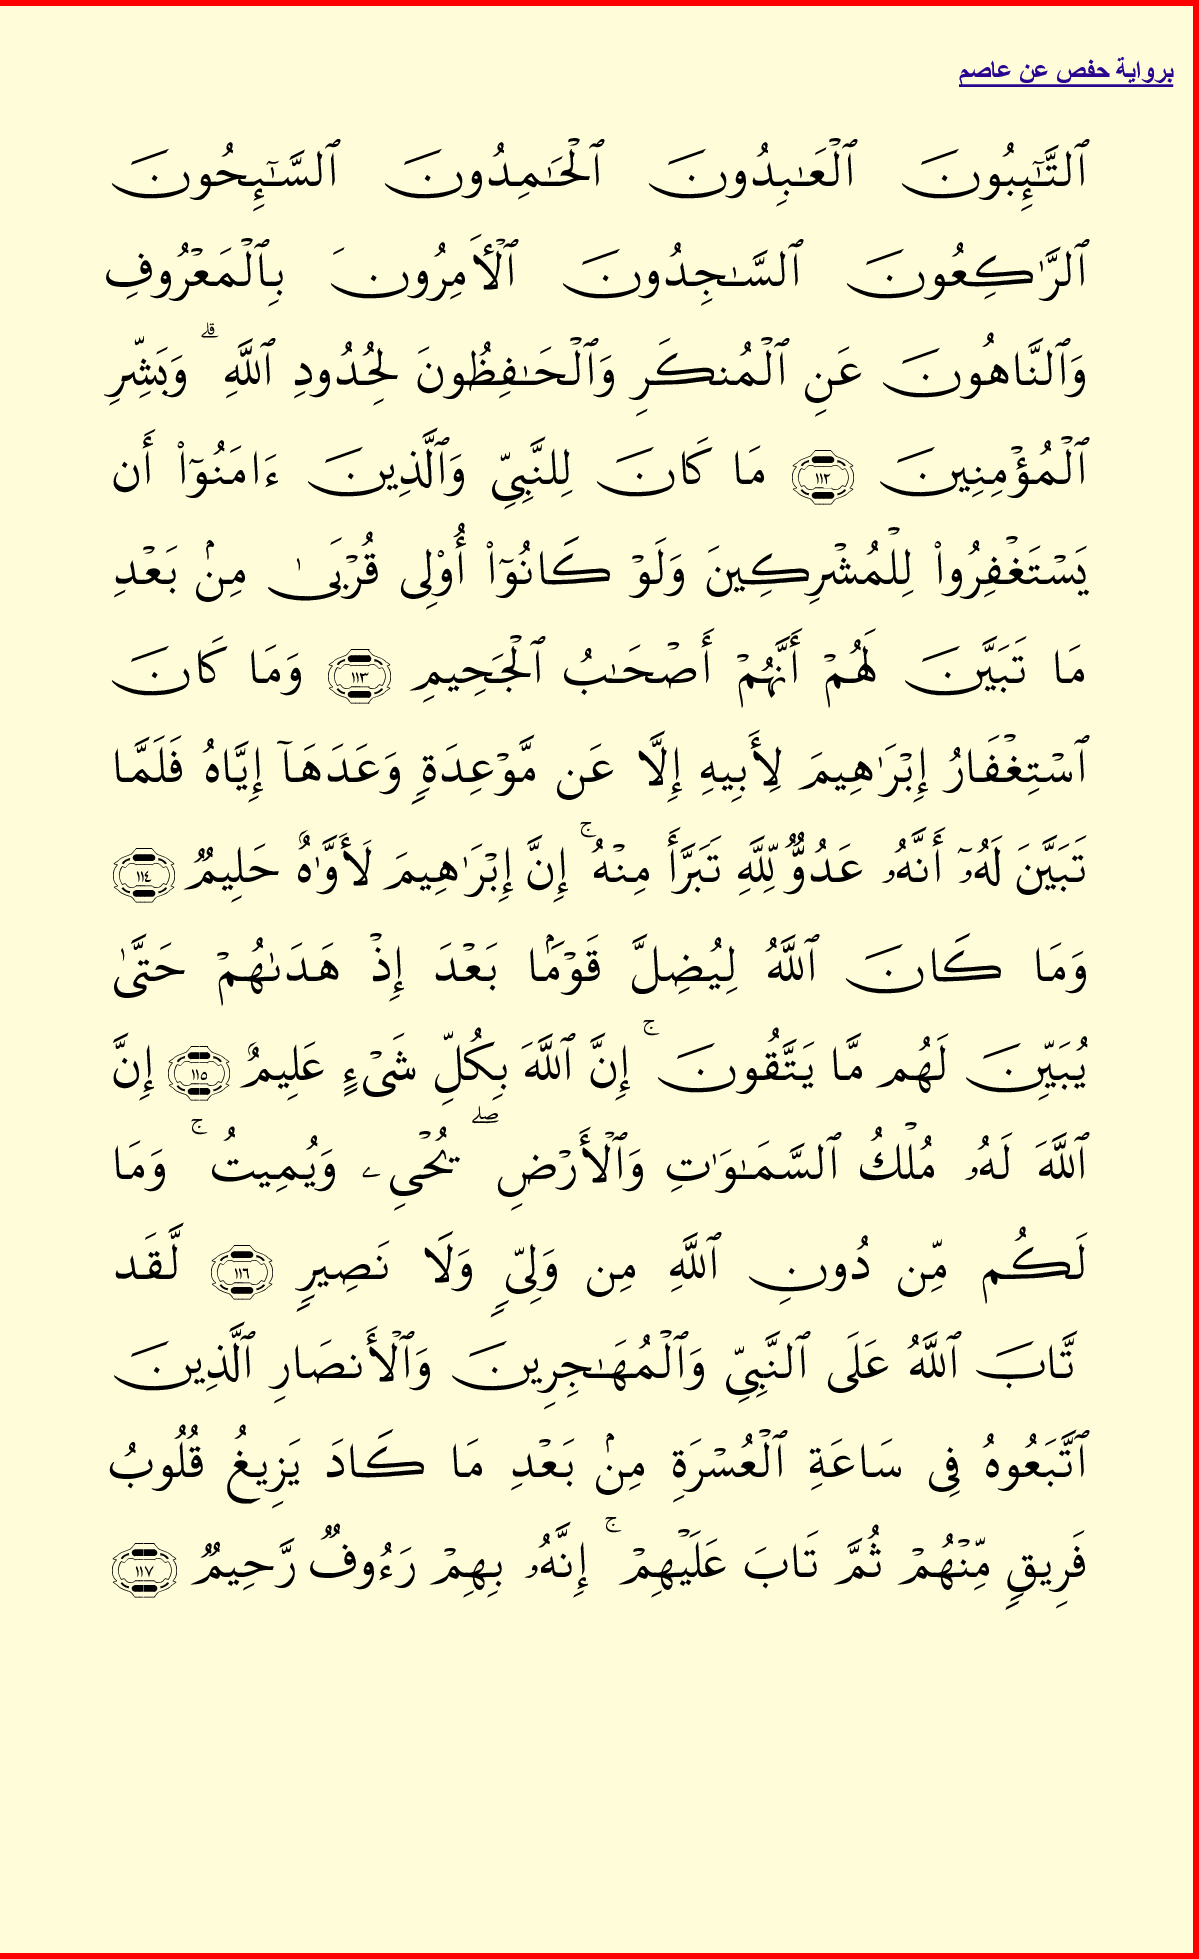 برواية حفص عن عاصم
ٱلتَّـٰٓئِبُونَ ٱلْعَـٰبِدُونَ ٱلْحَـٰمِدُونَ ٱلسَّـٰٓئِحُونَ
ٱلرَّٰكِعُونَ ٱلسَّـٰجِدُونَ ٱلْأَمِرُونَ بِٱلْمَعْرُوفِ
وَٱلنَّاهُونَ عَنِ ٱلْمُنكَرِ وَٱلْحَـٰفِظُونَ لِحُدُودِ ٱللَّهِ ۗ وَبَشِّرِ
ٱلْمُؤْمِنِينَ ١١٢ مَا كَانَ لِلنَّبِىِّ وَٱلَّذِينَ ءَامَنُوٓا۟ أَن
يَسْتَغْفِرُوا۟ لِلْمُشْرِكِينَ وَلَوْ كَانُوٓا۟ أُو۟لِى قُرْبَىٰ مِنۢ بَعْدِ
مَا تَبَيَّنَ لَهُمْ أَنَّهُمْ أَصْحَـٰبُ ٱلْجَحِيمِ ١١٣ وَمَا كَانَ
ٱسْتِغْفَارُ إِبْرَٰهِيمَ لِأَبِيهِ إِلَّا عَن مَّوْعِدَةٍ وَعَدَهَآ إِيَّاهُ فَلَمَّا
تَبَيَّنَ لَهُۥٓ أَنَّهُۥ عَدُوٌّ لِّلَّهِ تَبَرَّأَ مِنْهُ ۚ إِنَّ إِبْرَٰهِيمَ لَأَوَّٰهٌ حَلِيمٌ ١١٤
وَمَا كَانَ ٱللَّهُ لِيُضِلَّ قَوْمًۢا بَعْدَ إِذْ هَدَىٰهُمْ حَتَّىٰ
يُبَيِّنَ لَهُم مَّا يَتَّقُونَ ۚ إِنَّ ٱللَّهَ بِكُلِّ شَىْءٍ عَلِيمٌ ١١٥ إِنَّ
ٱللَّهَ لَهُۥ مُلْكُ ٱلسَّمَـٰوَٰتِ وَٱلْأَرْضِ ۖ يُحْىِۦ وَيُمِيتُ ۚ وَمَا
لَكُم مِّن دُونِ ٱللَّهِ مِن وَلِىٍّ وَلَا نَصِيرٍ ١١٦ لَّقَد
تَّابَ ٱللَّهُ عَلَى ٱلنَّبِىِّ وَٱلْمُهَـٰجِرِينَ وَٱلْأَنصَارِ ٱلَّذِينَ
ٱتَّبَعُوهُ فِى سَاعَةِ ٱلْعُسْرَةِ مِنۢ بَعْدِ مَا كَادَ يَزِيغُ قُلُوبُ
فَرِيقٍ مِّنْهُمْ ثُمَّ تَابَ عَلَيْهِمْ ۚ إِنَّهُۥ بِهِمْ رَءُوفٌ رَّحِيمٌ ١١٧